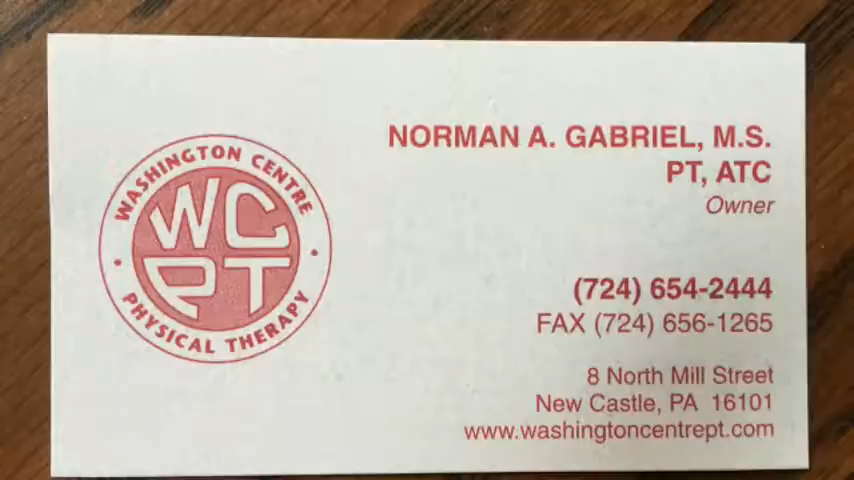 WASHINGTON CENTRE
WC
PT
PHYSICAL THERAPY
NORMAN A. GABRIEL, M.S.
PT, ATC
Owner
(724) 654-2444
FAX (724) 656-1265
8 North Mill Street
New Castle, PA 16101
www.washingtoncentrept.com